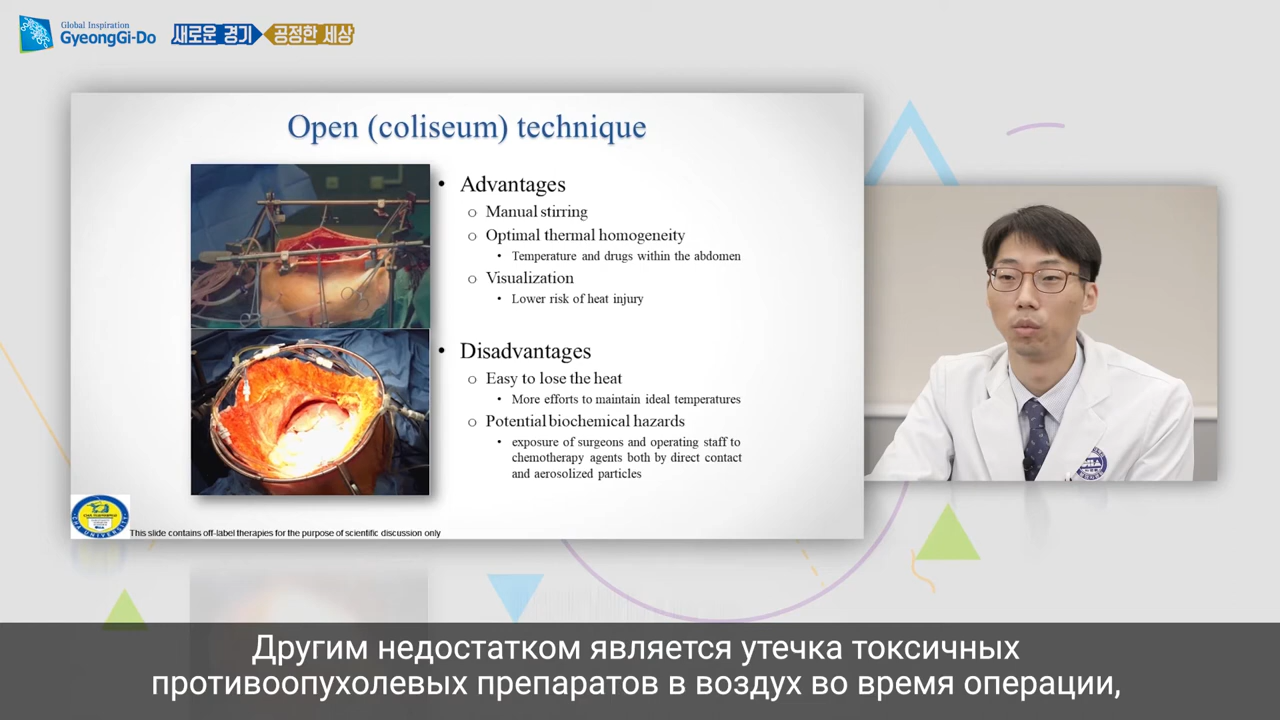 Global Inspiration
GyeongGi-Do
새로운 경기
공정한 세상
Open (coliseum) technique
• Advantages
o Manual stirring
o Optimal thermal homogeneity
• Temperature and drugs within the abdomen
o Visualization
• Lower risk of heat injury
• Disadvantages
o Easy to lose the heat
• More efforts to maintain ideal temperatures
o Potential biochemical hazards
• exposure of surgeons and operating staff to
chemotherapy agents both by direct contact
and aerosolized particles
This slide contains off-label therapies for the purpose of scientific discussion only
Другим недостатком является утечка токсичных
противоопухолевых препаратов в воздух во время операции,